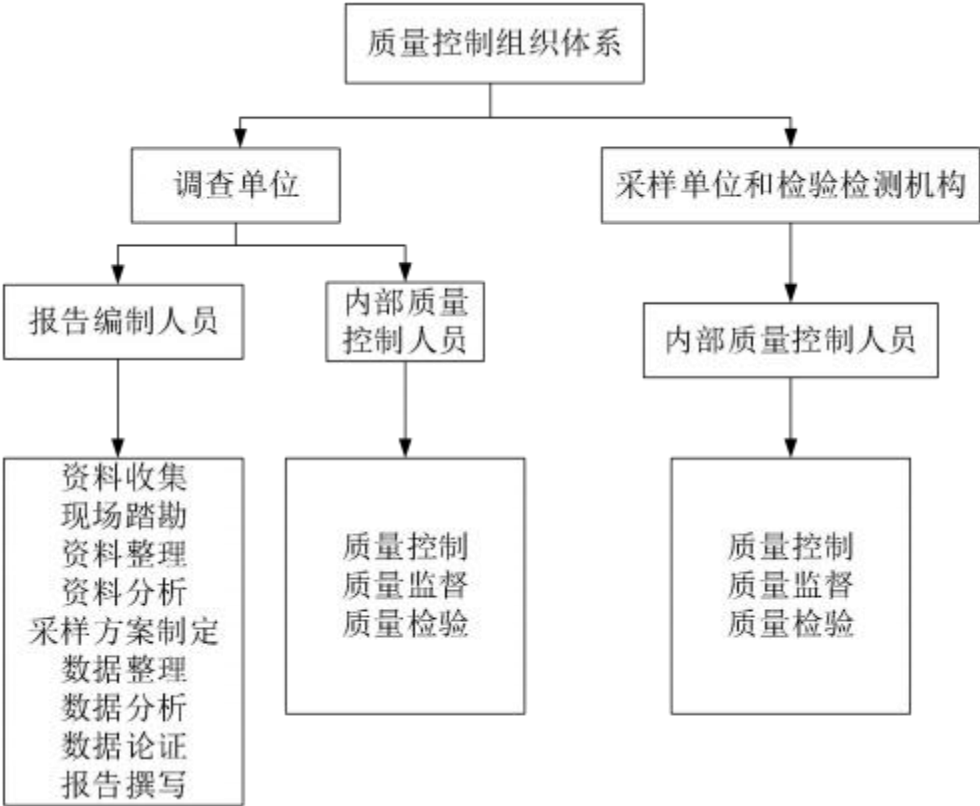 质量控制组织体系
调查单位
采样单位和检验检测机构
报告编制人员
内部质量
控制人员
内部质量控制人员
资料收集
现场踏勘
资料整理
资料分析
采样方案制定
数据整理
数据分析
数据论证
报告撰写
质量控制
质量监督
质量检验
质量控制
质量监督
质量检验